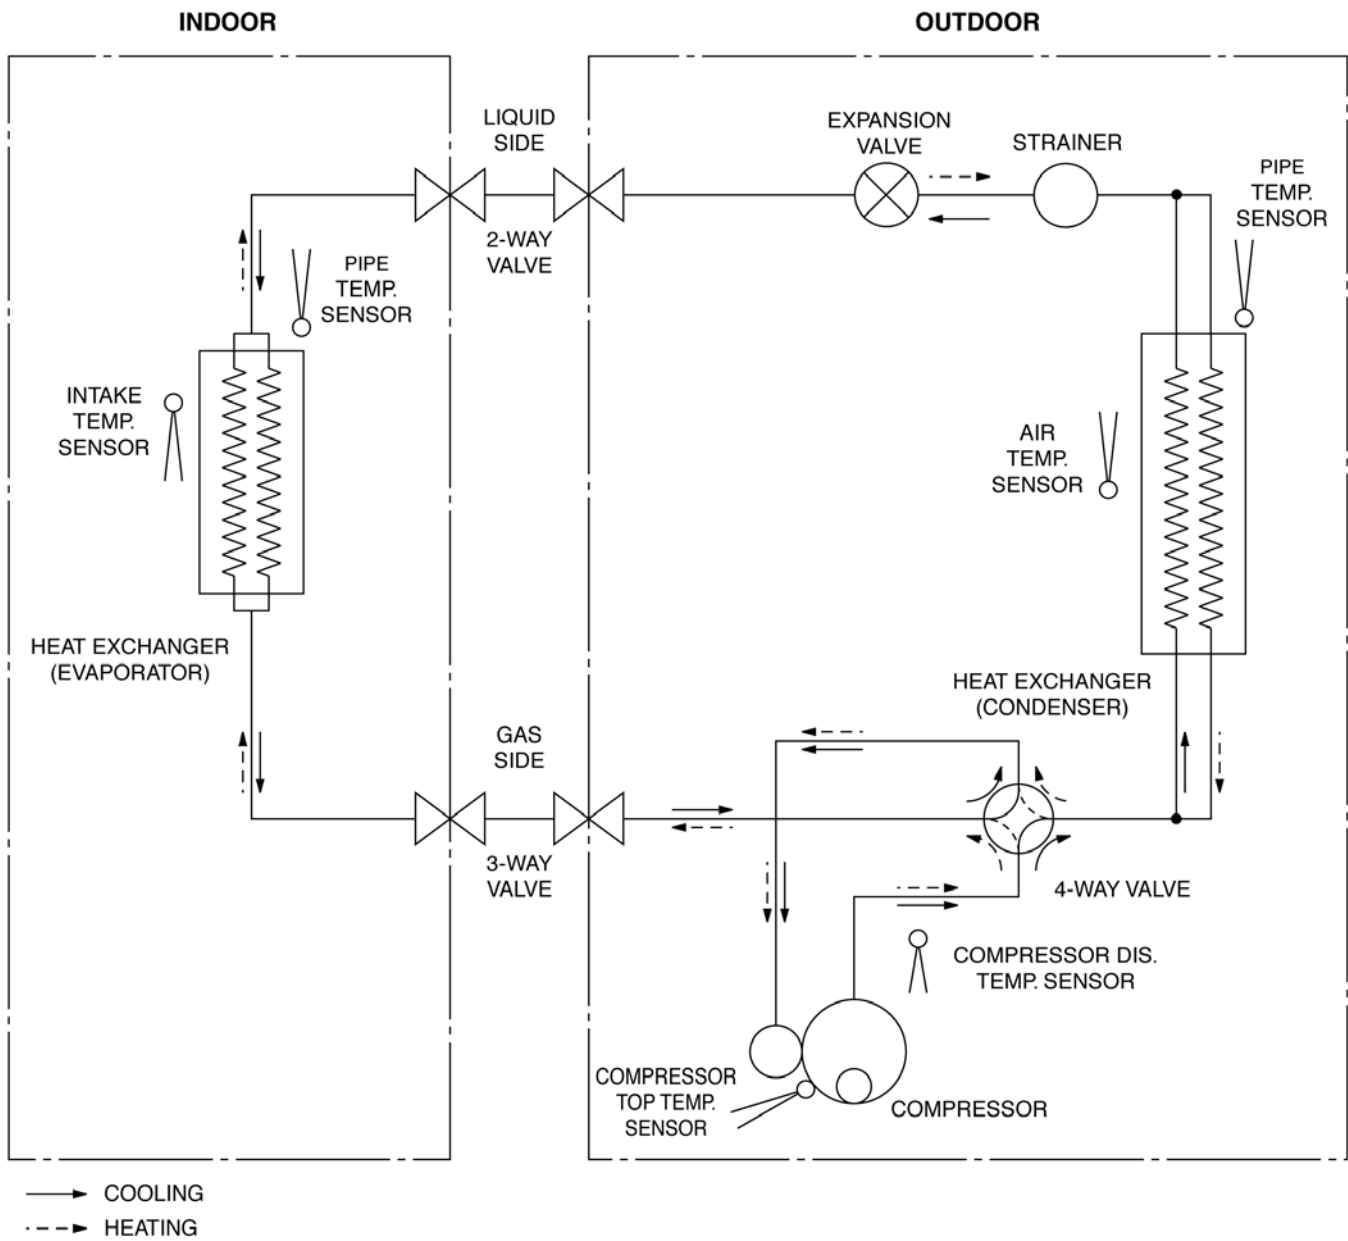 INDOOR
OUTDOOR
LIQUID
SIDE
EXPANSION
VALVE
STRAINER
PIPE
TEMP.
SENSOR
2-WAY
VALVE
PIPE
TEMP.
SENSOR
INTAKE
TEMP.
SENSOR
AIR
TEMP.
SENSOR
HEAT EXCHANGER
(EVAPORATOR)
HEAT EXCHANGER
(CONDENSER)
GAS
SIDE
3-WAY
VALVE
4-WAY VALVE
COMPRESSOR DIS.
TEMP. SENSOR
COMPRESSOR
TOP TEMP.
SENSOR
COMPRESSOR
COOLING
HEATING